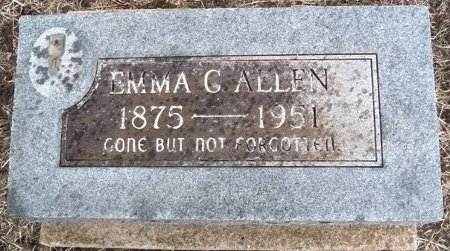 EMMA C ALLEN
1875 — 1951
GONE BUT NOT FORGOTTEN